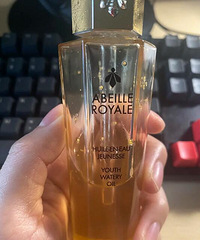 ABEILLE
ROYALE
HUILE-EN-EAU
JEUNESSE
YOUTH
WATERY
OIL